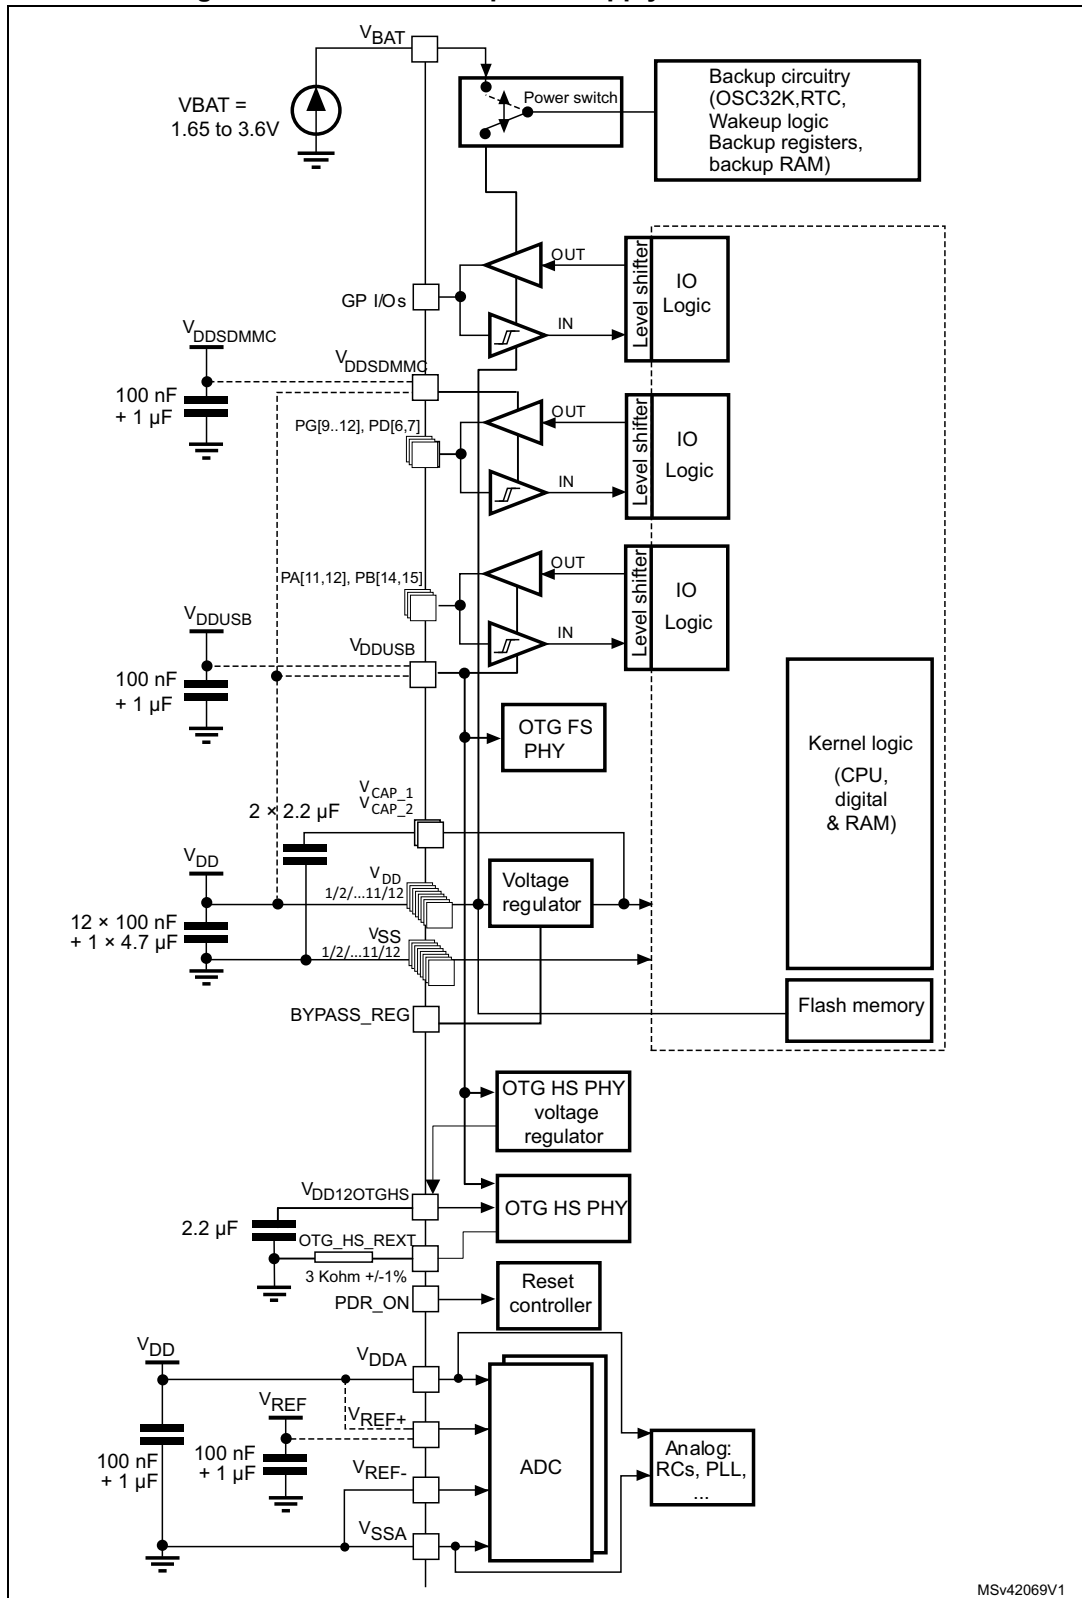 VBAT
VBAT =
1.65 to 3.6V
Power switch
Backup circuitry
(OSC32K,RTC,
Wakeup logic
Backup registers,
backup RAM)
OUT
Level shifter
IO
Logic
GP I/Os
IN
VDDSDMMC
VDDSDMMC
100 nF
+ 1 µF
OUT
Level shifter
IO
Logic
PG[9..12], PD[6,7]
IN
OUT
Level shifter
IO
Logic
PA[11,12], PB[14,15]
IN
VDDUSB
VDDUSB
100 nF
+ 1 µF
OTG FS
PHY
Kernel logic
(CPU,
digital
& RAM)
VCAP_1
VCAP_2
2 × 2.2 µF
VDD
VDD
1/2/...11/12
Voltage
regulator
12 × 100 nF
+ 1 × 4.7 µF
VSS
1/2/...11/12
BYPASS_REG
Flash memory
OTG HS PHY
voltage
regulator
VDD12OTGHS
OTG HS PHY
2.2 µF
OTG_HS_REXT
3 Kohm +/-1%
PDR_ON
Reset
controller
VDD
VDDA
VREF
VREF+
100 nF
+ 1 µF
100 nF
+ 1 µF
VREF-
ADC
Analog:
RCs, PLL,
...
VSSA
MSv42069V1